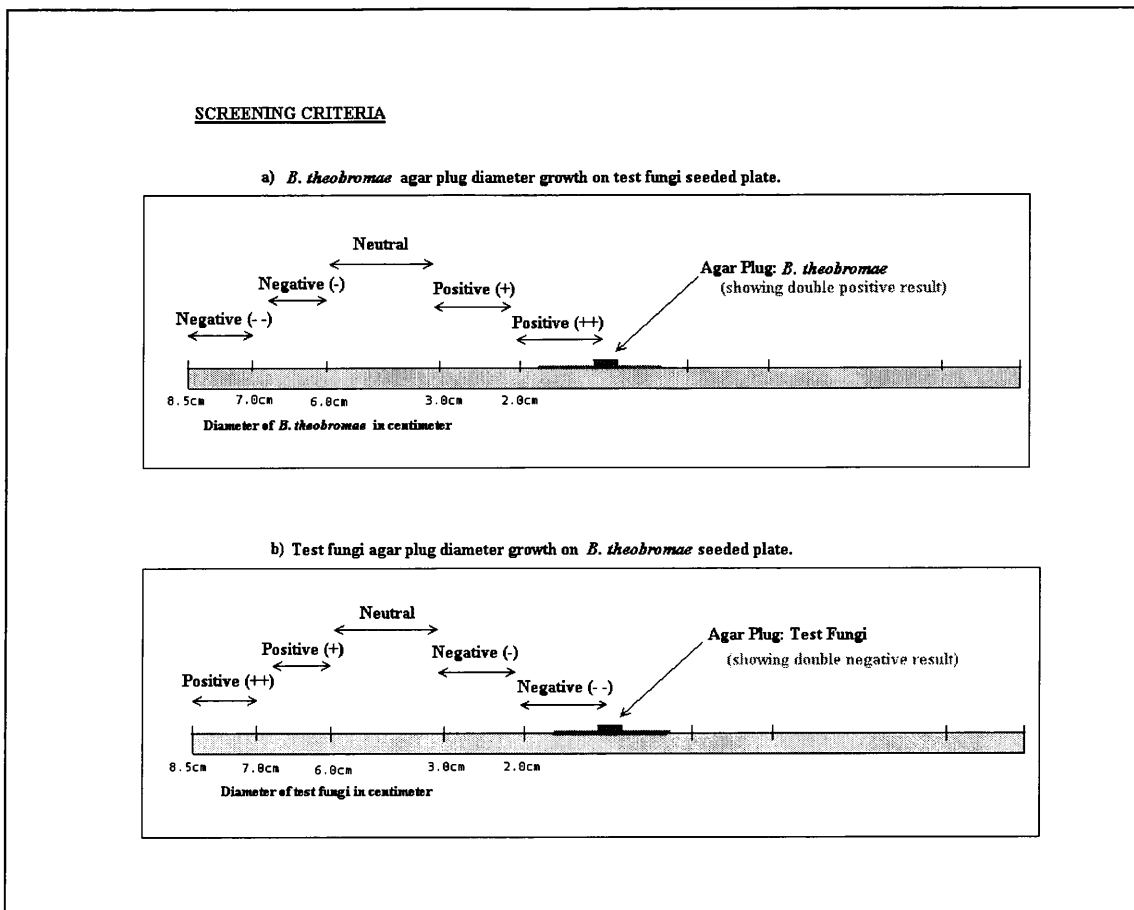 SCREENING CRITERIA
a) B. theobromae agar plug diameter growth on test fungi seeded plate.
Neutral
Agar Plug: B. theobromae
(showing double positive result)
Negative (-)
Positive (+)
Negative (- -)
Positive (++)
8.5cm 7.0cm 6.0cm 3.0cm 2.0cm
Diameter of B. theobromae in centimeter
b) Test fungi agar plug diameter growth on B. theobromae seeded plate.
Neutral
Agar Plug: Test Fungi
(showing double negative result)
Positive (+)
Negative (-)
Positive (++)
Negative (- -)
8.5cm 7.0cm 6.0cm 3.0cm 2.0cm
Diameter of test fungi in centimeter